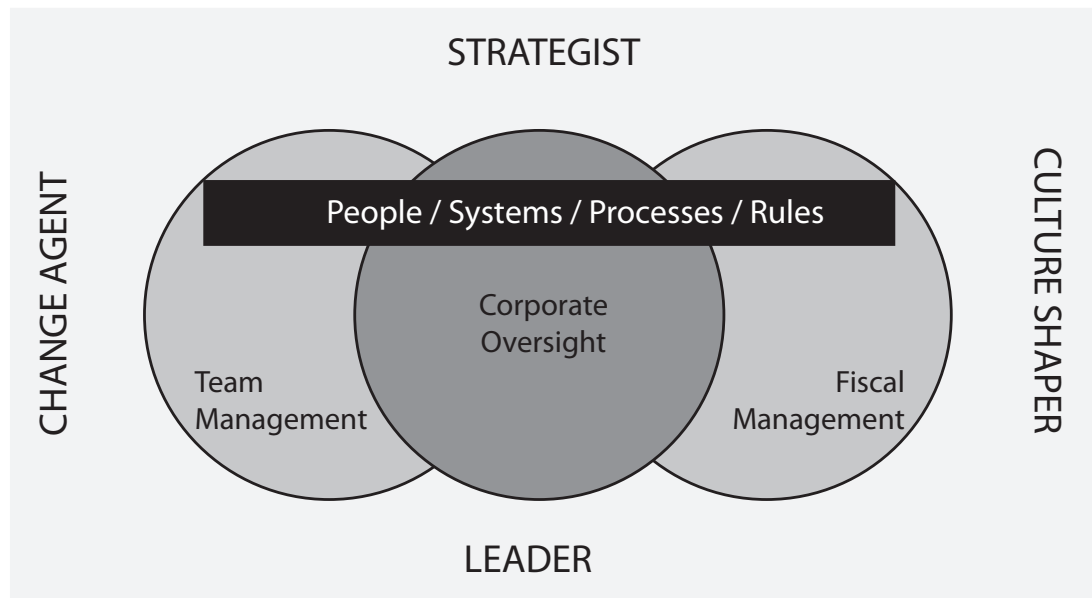 STRATEGIST
CHANGE AGENT
People / Systems / Processes / Rules
Corporate
Oversight
Team
Management
Fiscal
Management
CULTURE SHAPER
LEADER